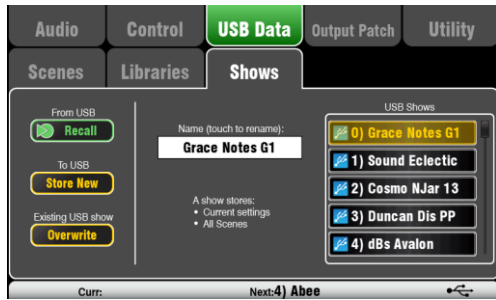 Audio
Control
USB Data
Output Patch
Utility
Scenes
Libraries
Shows
From USB
Recall
To USB
Store New
Existing USB show
Overwrite
Name (touch to rename):
Grace Notes G1
A show stores:
• Current settings
• All Scenes
USB Shows
0) Grace Notes G1
1) Sound Eclectic
2) Cosmo NJar 13
3) Duncan Dis PP
4) dBs Avalon
Curr:
Next:4) Abee